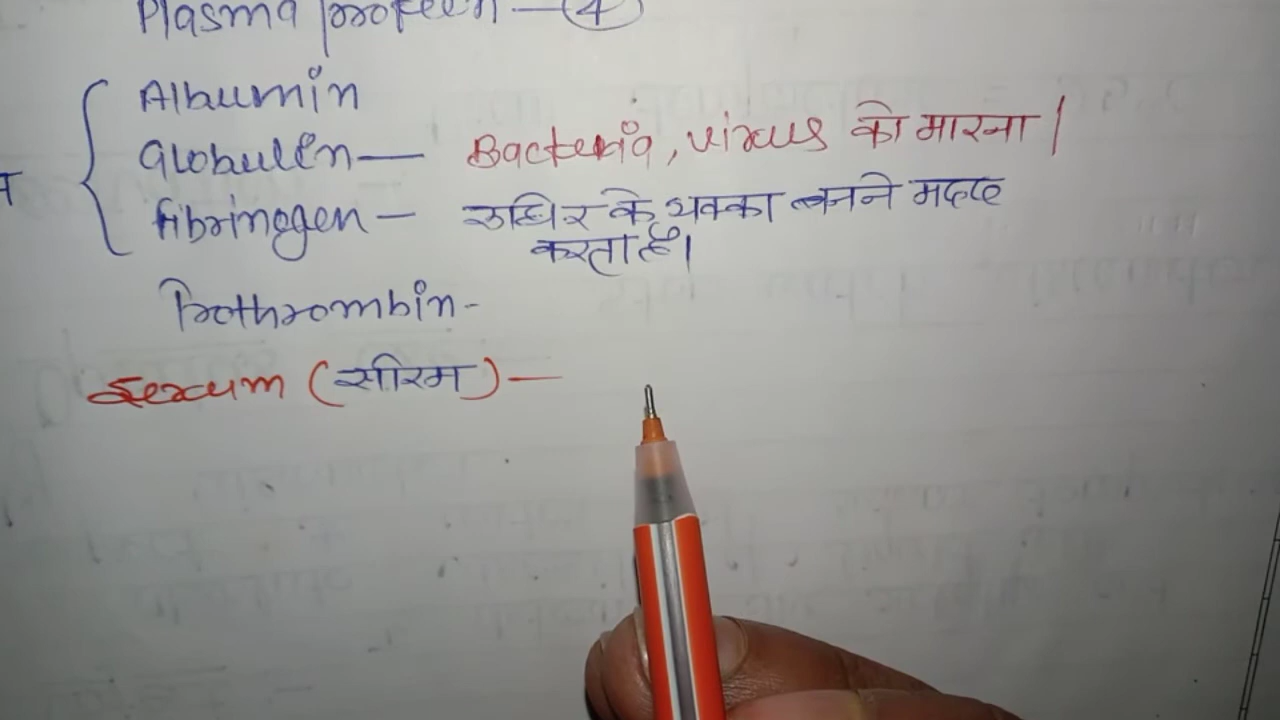 Plasma protein — 4
Albumin
Globulin — Bacteria, virus को मारना |
fibrinogen — रुधिर के थक्का बनने मदद
करता है।
Prothrombin -
serum (सीरम) —